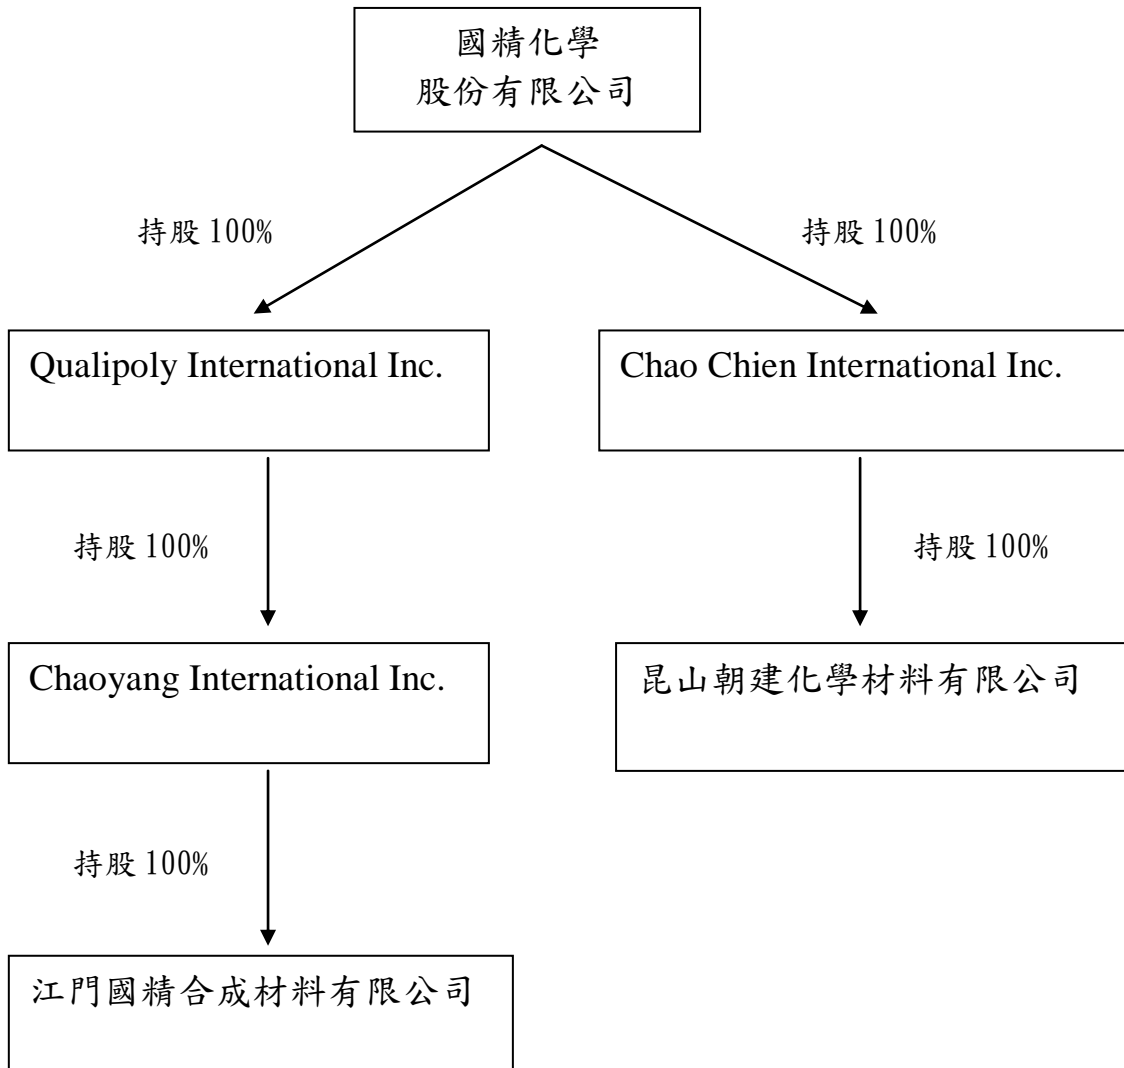 國精化學
股份有限公司
持股 100%
持股 100%
Qualipoly International Inc.
Chao Chien International Inc.
持股 100%
持股 100%
Chaoyang International Inc.
昆山朝建化學材料有限公司
持股 100%
江門國精合成材料有限公司